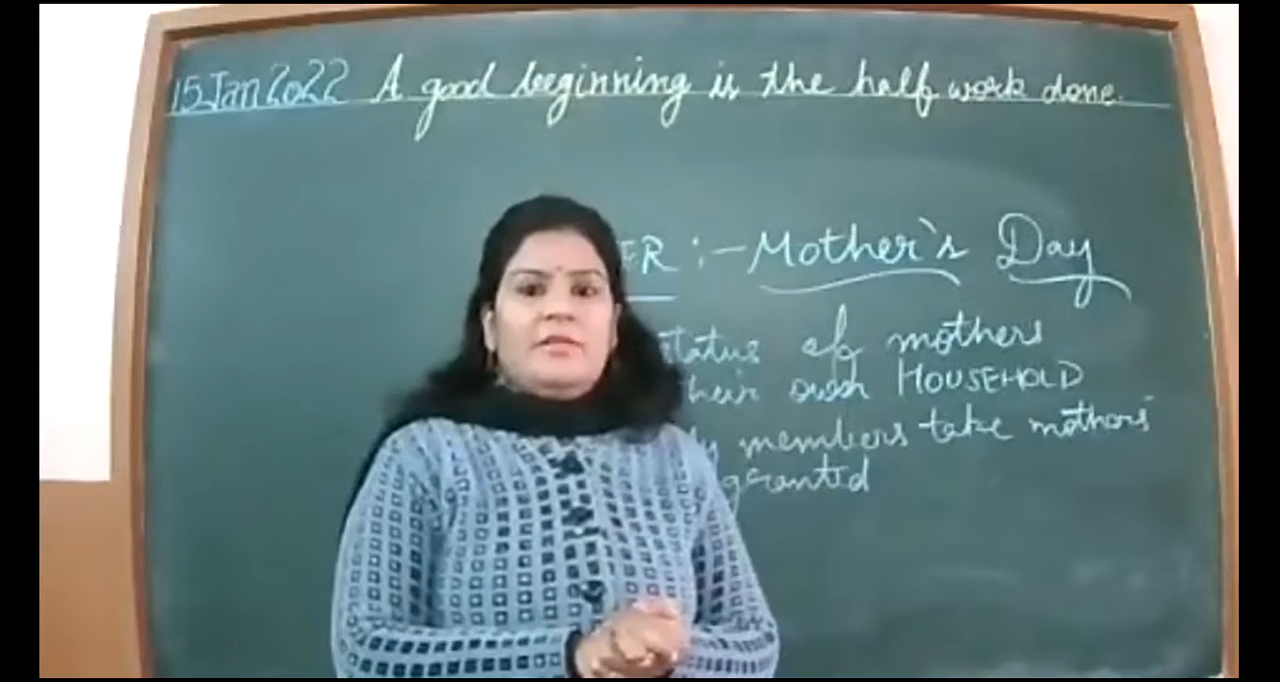 15 Jan 2022 A good beginning is the half work done.
ER :- Mother's Day
status of mothers
their own HOUSEHOLD
members take mothers'
granted